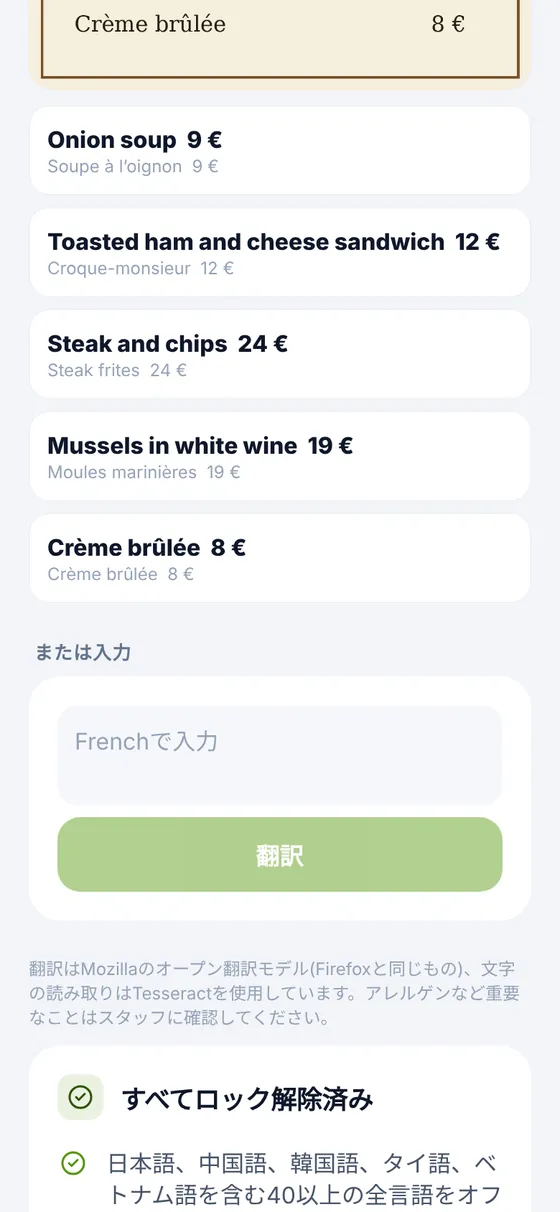 Crème brûlée 8 €
Onion soup 9 €
Soupe à l’oignon 9 €
Toasted ham and cheese sandwich 12 €
Croque-monsieur 12 €
Steak and chips 24 €
Steak frites 24 €
Mussels in white wine 19 €
Moules marinières 19 €
Crème brûlée 8 €
Crème brûlée 8 €
または入力
Frenchで入力
翻訳
翻訳はMozillaのオープン翻訳モデル(Firefoxと同じもの)、文字
の読み取りはTesseractを使用しています。アレルゲンなど重要
なことはスタッフに確認してください。
すべてロック解除済み
日本語、中国語、韓国語、タイ語、ベ
トナム語を含む40以上の全言語をオフ